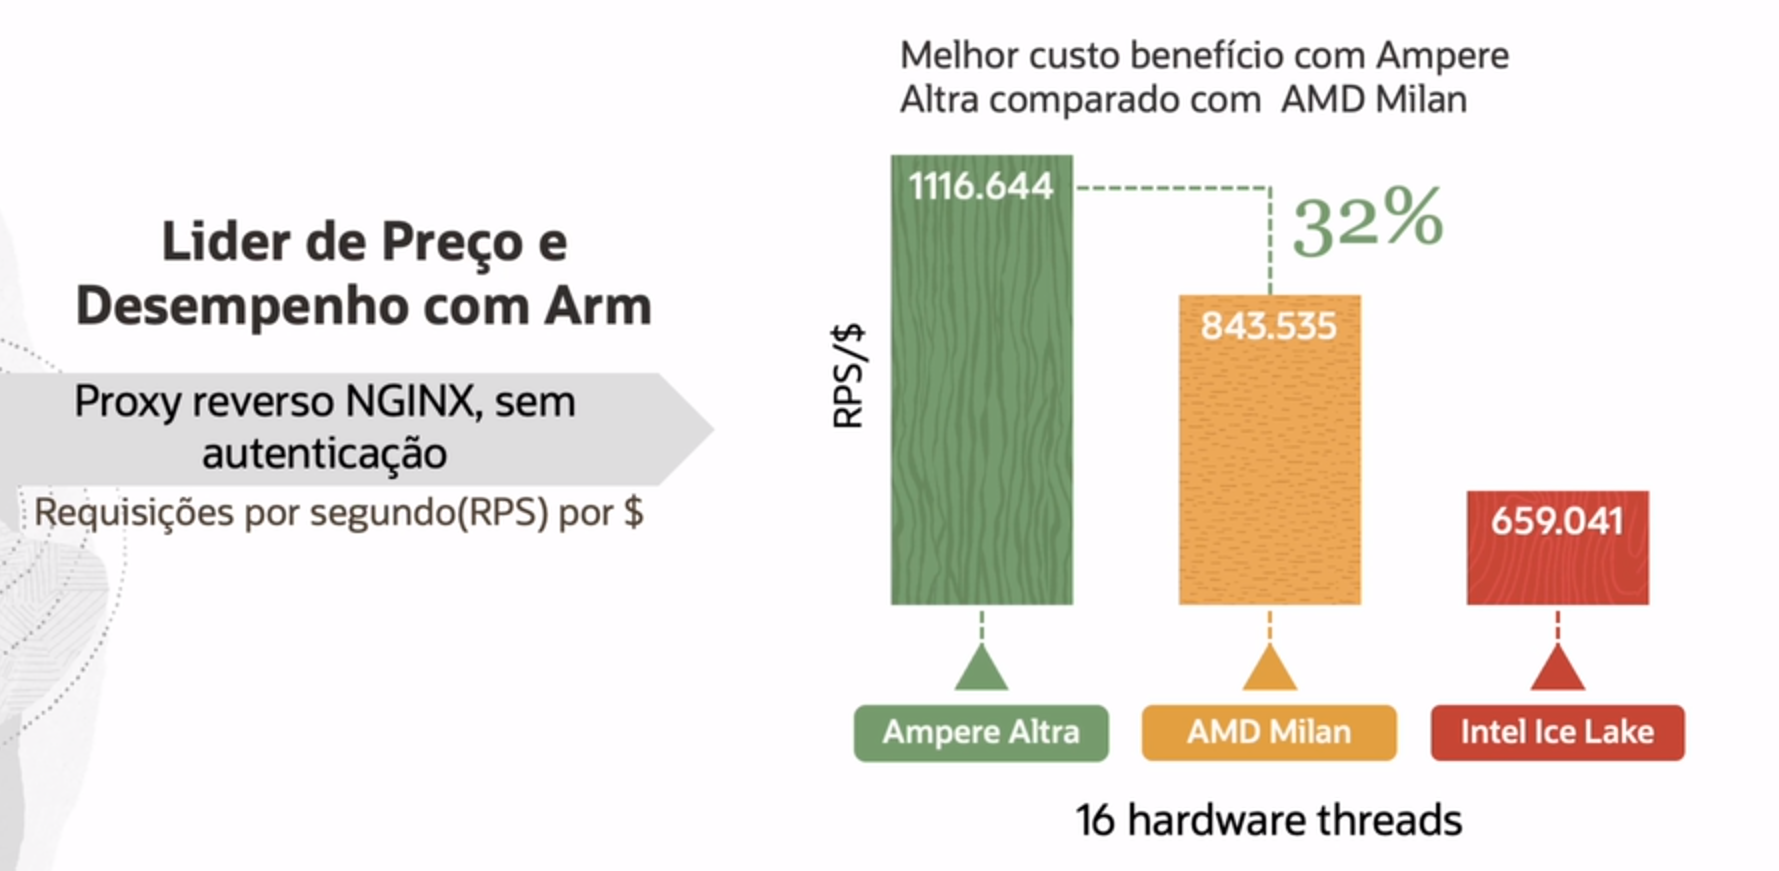 Lider de Preço e
Desempenho com Arm
Proxy reverso NGINX, sem
autenticação
Requisições por segundo(RPS) por $
Melhor custo benefício com Ampere
Altra comparado com AMD Milan
RPS/$
1116.644
32%
843.535
659.041
Ampere Altra
AMD Milan
Intel Ice Lake
16 hardware threads